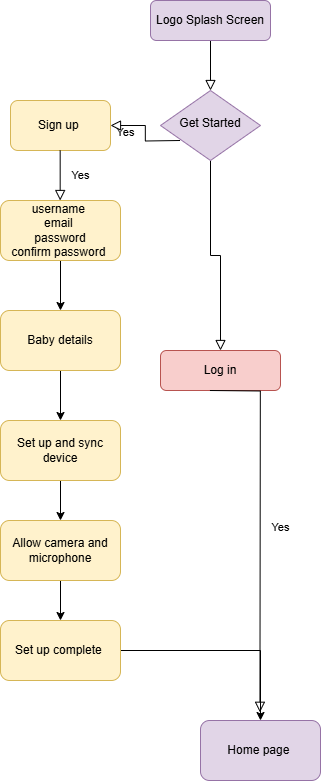 Logo Splash Screen
Get Started
Sign up
Yes
Yes
username
email
password
confirm password
Baby details
Log in
Set up and sync
device
Yes
Allow camera and
microphone
Set up complete
Home page